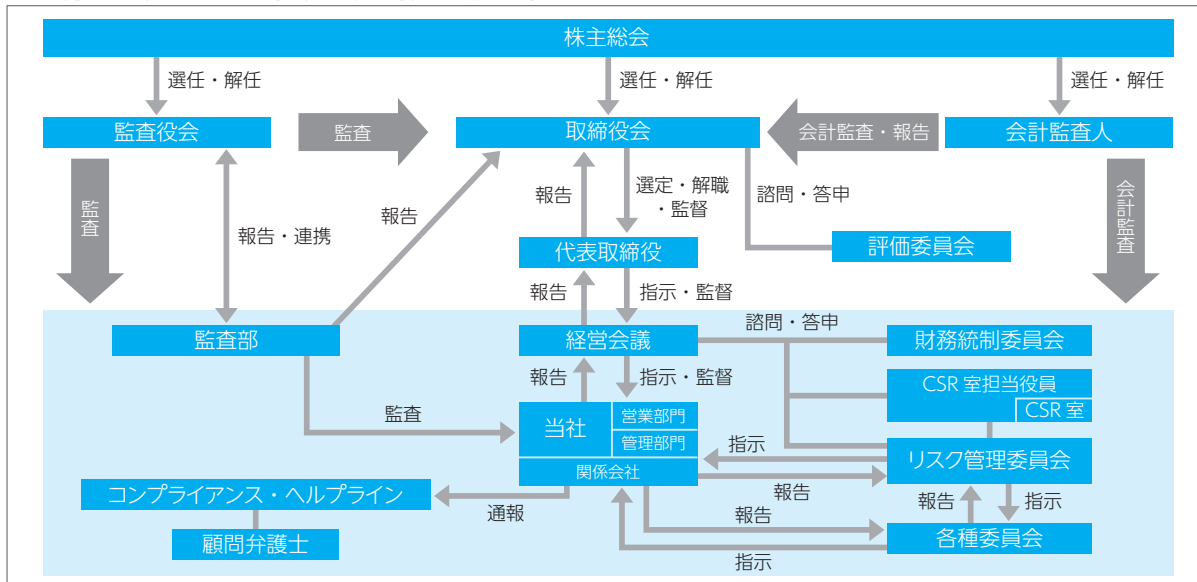 株主総会
選任・解任
選任・解任
選任・解任
監査役会
監査
取締役会
会計監査・報告
会計監査人
監査
報告・連携
報告
報告
選定・解職
・監督
諮問・答申
会計監査
代表取締役
評価委員会
報告
指示・監督
監査部
経営会議
諮問・答申
財務統制委員会
報告
指示・監督
CSR 室担当役員
CSR 室
監査
当社
営業部門
管理部門
関係会社
指示
リスク管理委員会
報告
コンプライアンス・ヘルプライン
通報
報告
報告
指示
顧問弁護士
各種委員会
指示